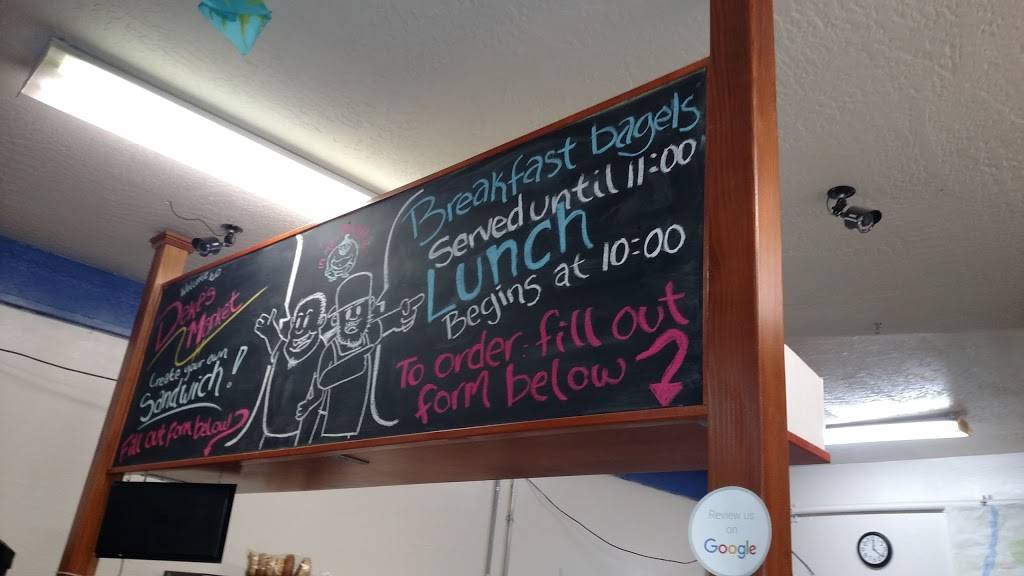 Welcome to
Dave's
Market
Create your own
Sandwich!
Fill out form below
Breakfast bagels
Served until 11:00
LUNCH
Begins at 10:00
To order: fill out
form below
Review us
on
Google